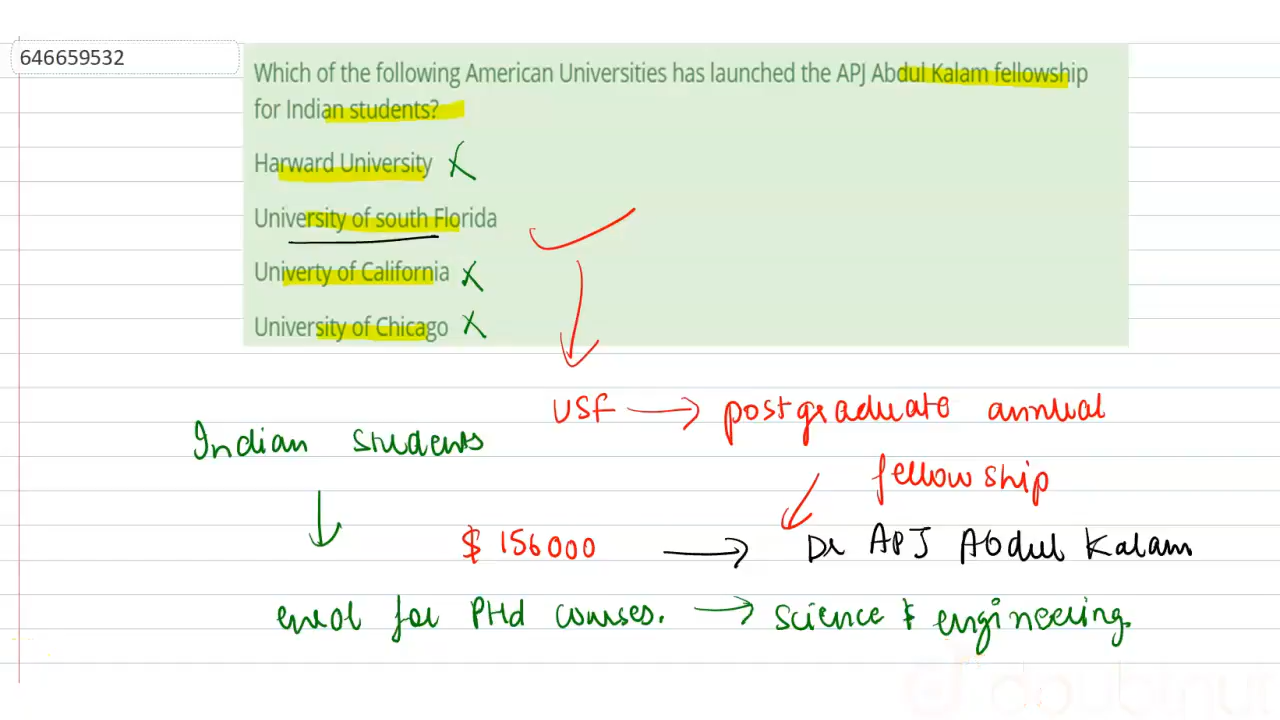 646659532
Which of the following American Universities has launched the APJ Abdul Kalam fellowship
for Indian students?
Harward University
University of south Florida
Univerty of California
University of Chicago
USF → postgraduate annual
Indian students
fellowship
$ 156000 → Dr APJ Abdul Kalam
enrol for PHd courses. → science & engineering.
doubtnut